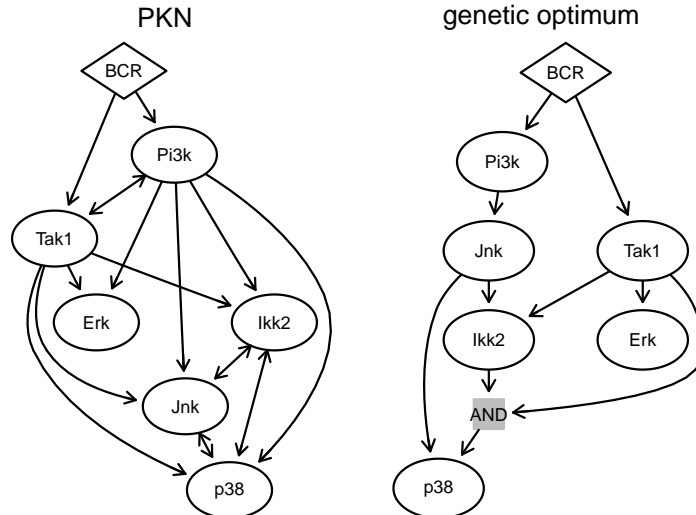 PKN
BCR
Pi3k
Tak1
Erk
Ikk2
Jnk
p38
genetic optimum
BCR
Pi3k
Jnk
Tak1
Ikk2
Erk
AND
p38